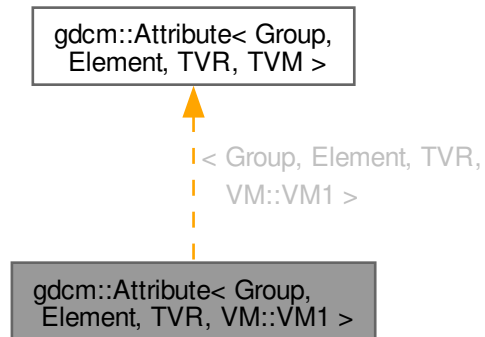 gdcm::Attribute< Group,
Element, TVR, TVM >
< Group, Element, TVR,
VM::VM1 >
gdcm::Attribute< Group,
Element, TVR, VM::VM1 >